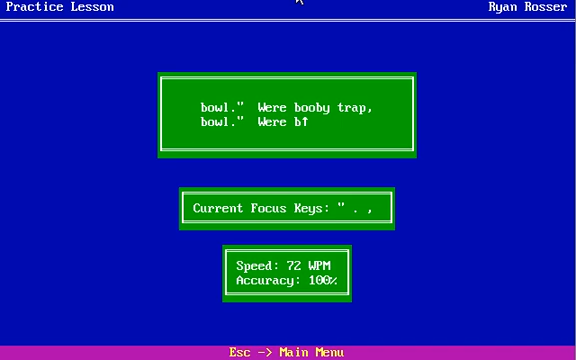 Practice Lesson
Ryan Rosser
bowl."  Were booby trap,
bowl."  Were b↑
Current Focus Keys: " . ,
Speed: 72 WPM
Accuracy: 100%
Esc -> Main Menu